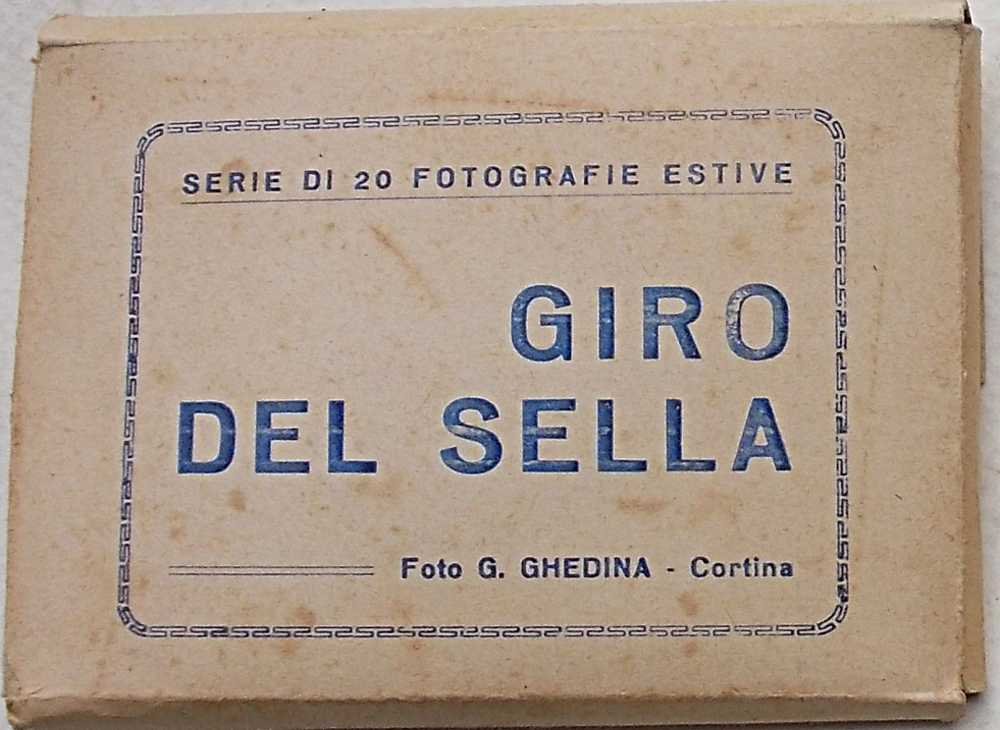 SERIE DI 20 FOTOGRAFIE ESTIVE
GIRO
DEL SELLA
Foto G. GHEDINA - Cortina